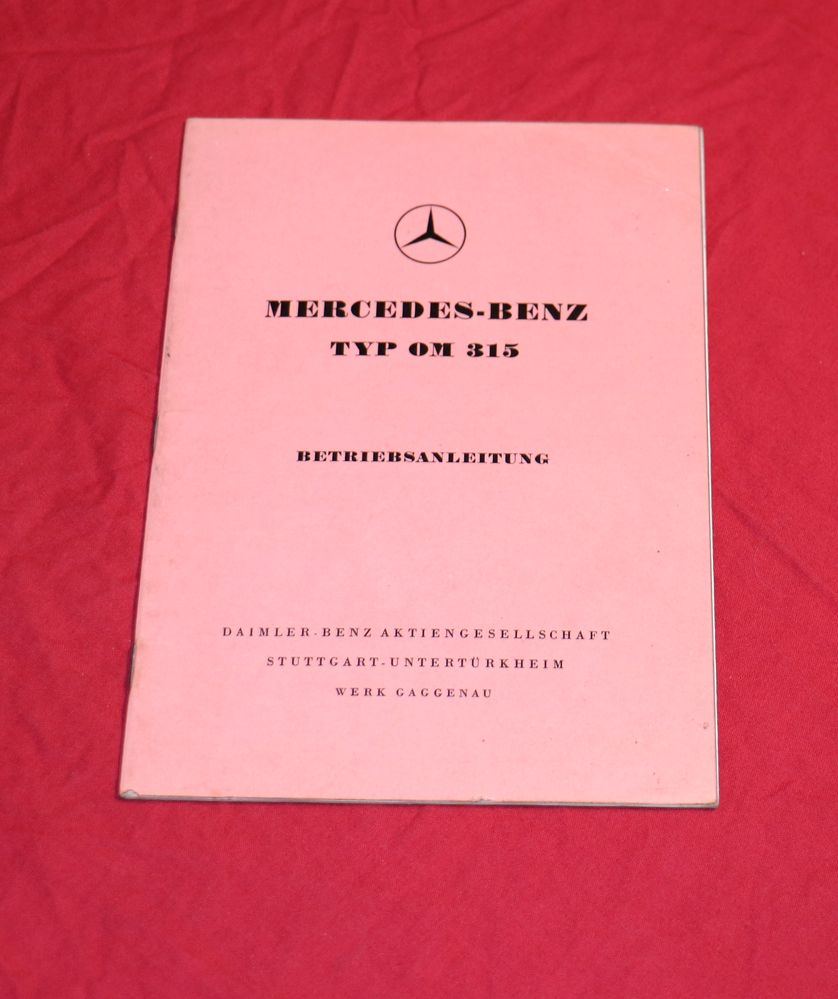 MERCEDES-BENZ
TYP OM 315
BETRIEBSANLEITUNG
DAIMLER-BENZ AKTIENGESELLSCHAFT
STUTTGART-UNTERTÜRKHEIM
WERK GAGGENAU